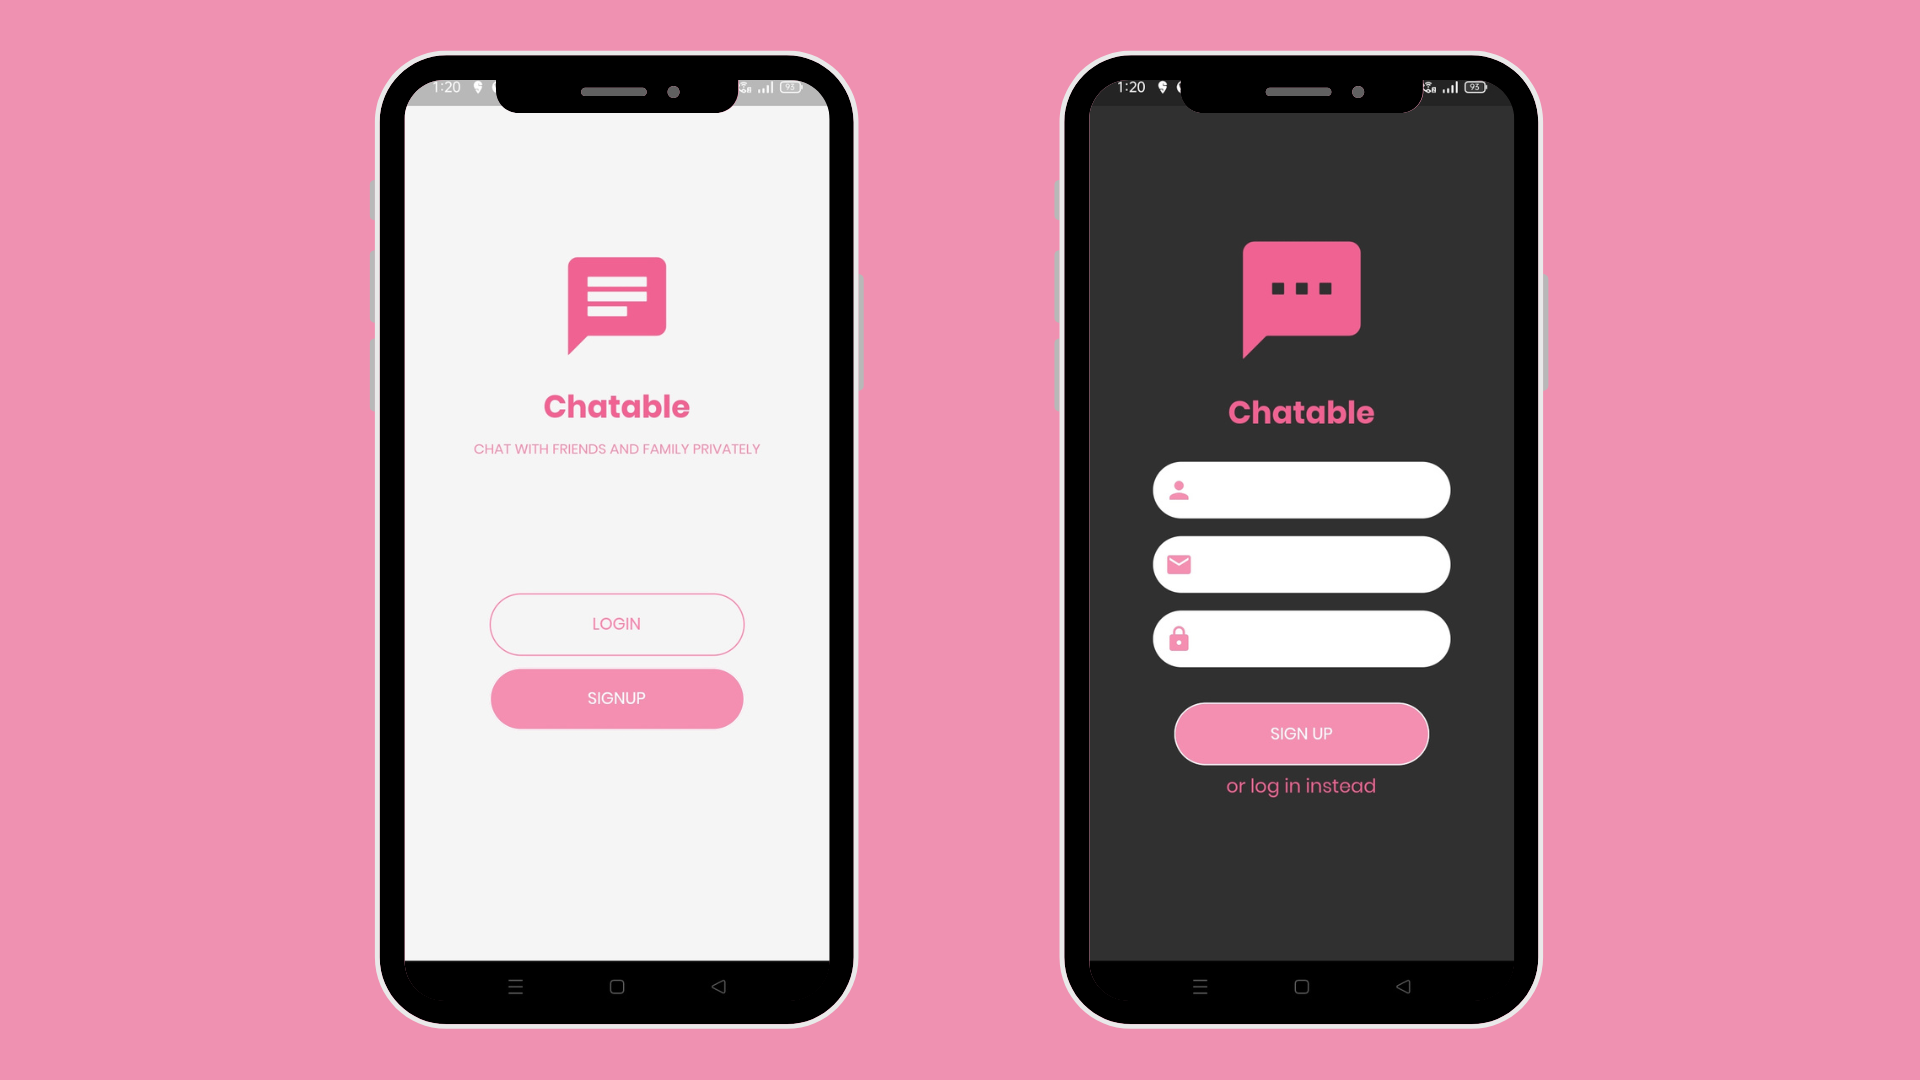 1:20
93
Chatable
CHAT WITH FRIENDS AND FAMILY PRIVATELY
LOGIN
SIGNUP
1:20
93
Chatable
SIGN UP
or log in instead